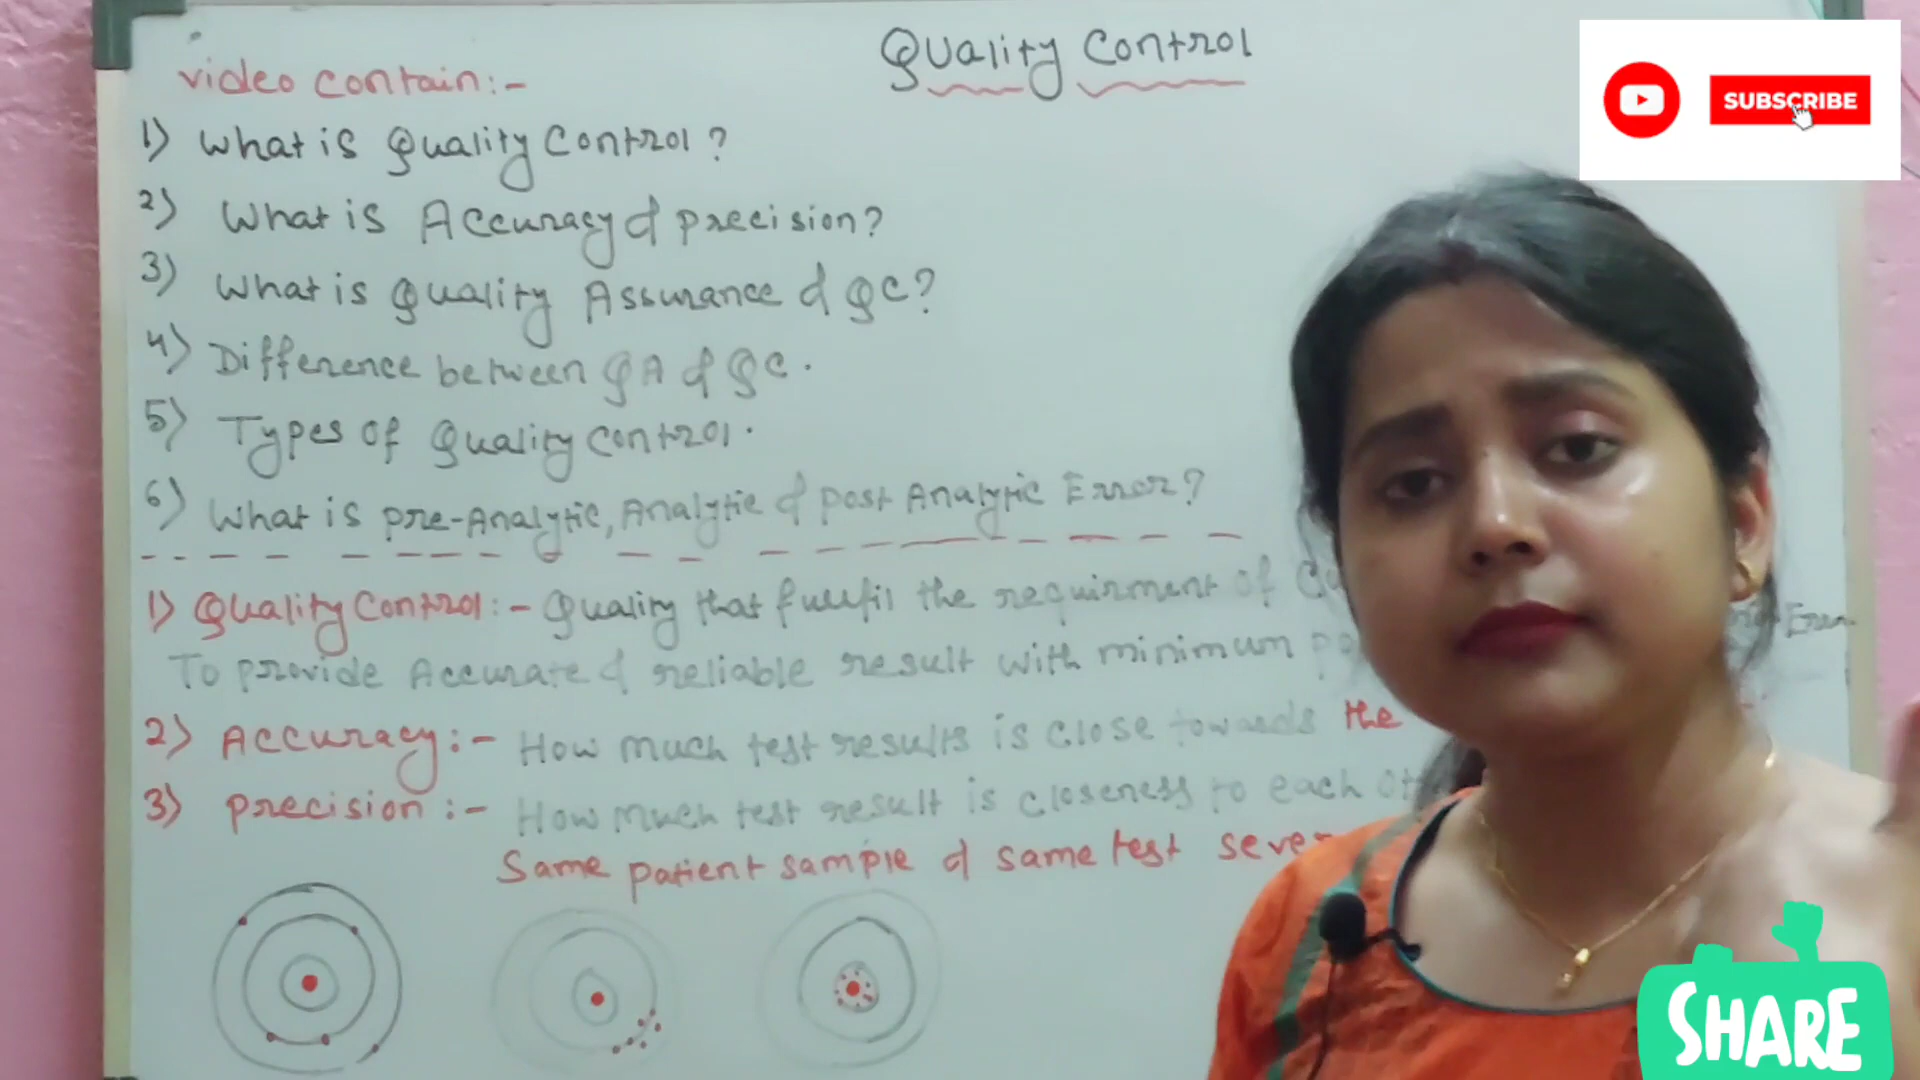 Quality Control
SUBSCRIBE
video contain:-
1) What is Quality Control?
2) What is Accuracy & precision?
3) What is Quality Assurance & QC?
4) Difference between QA & QC.
5) Types of Quality control.
6) What is pre-Analytic, Analytic & post Analytic Error?
1) Quality Control:- Quality that fullfil the requirment of
To provide Accurate & reliable result with minimum
2) Accuracy:- How much test results is close towards the
3) precision:- How much test result is closeness to each
Same patient sample & same test
SHARE